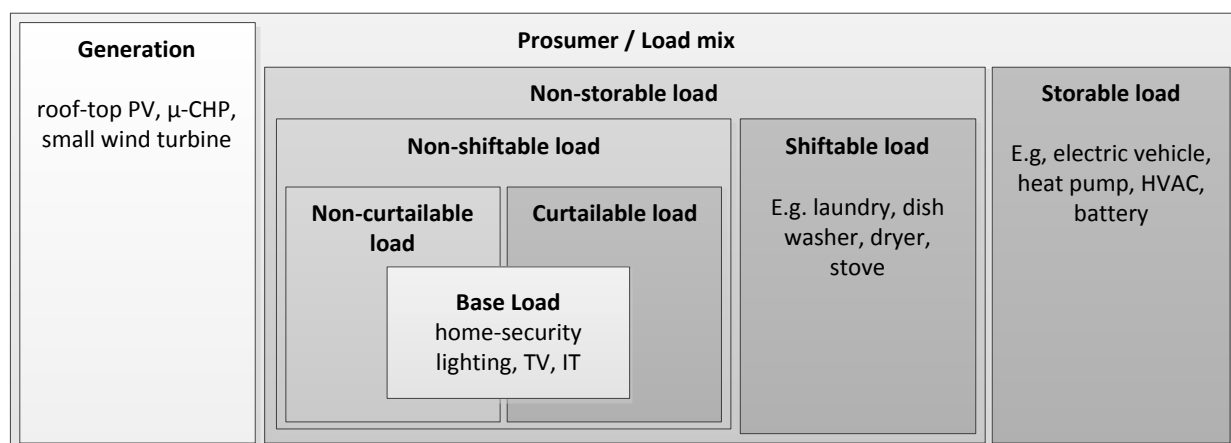 Generation
roof-top PV, μ-CHP,
small wind turbine
Prosumer / Load mix
Non-storable load
Non-shiftable load
Non-curtailable
load
Curtailable load
Base Load
home-security
lighting, TV, IT
Shiftable load
E.g. laundry, dish
washer, dryer,
stove
Storable load
E.g, electric vehicle,
heat pump, HVAC,
battery